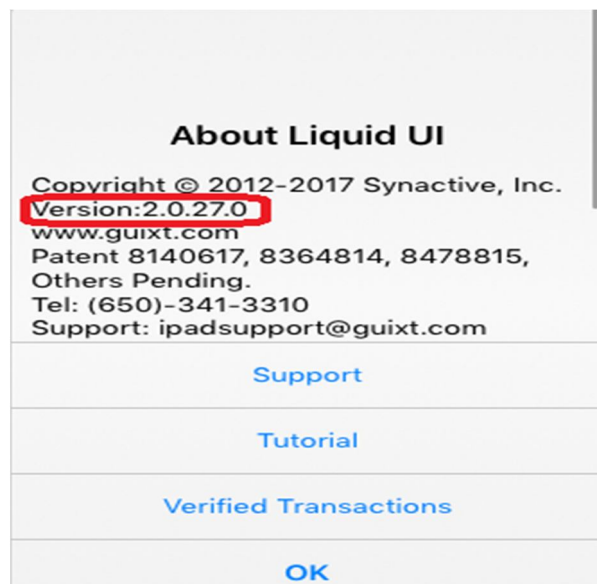 About Liquid UI
Copyright © 2012-2017 Synactive, Inc.
Version:2.0.27.0
www.guixt.com
Patent 8140617, 8364814, 8478815,
Others Pending.
Tel: (650)-341-3310
Support: ipadsupport@guixt.com
Support
Tutorial
Verified Transactions
OK